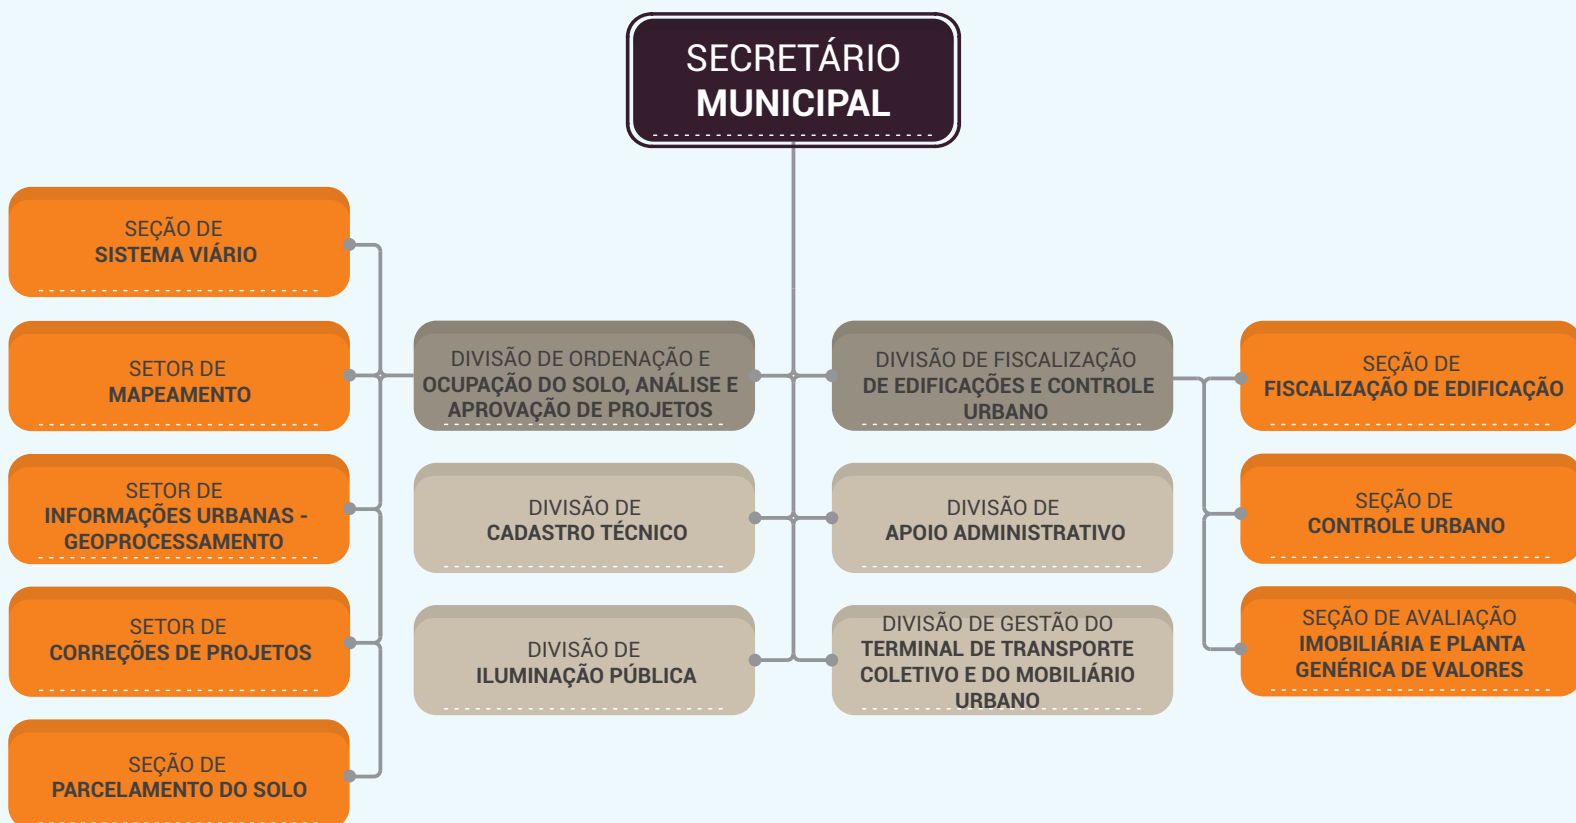 SECRETÁRIO
MUNICIPAL
SEÇÃO DE
SISTEMA VIÁRIO
SETOR DE
MAPEAMENTO
SETOR DE
INFORMAÇÕES URBANAS -
GEOPROCESSAMENTO
SETOR DE
CORREÇÕES DE PROJETOS
SEÇÃO DE
PARCELAMENTO DO SOLO
DIVISÃO DE ORDENAÇÃO E
OCUPAÇÃO DO SOLO, ANÁLISE E
APROVAÇÃO DE PROJETOS
DIVISÃO DE
CADASTRO TÉCNICO
DIVISÃO DE
ILUMINAÇÃO PÚBLICA
DIVISÃO DE FISCALIZAÇÃO
DE EDIFICAÇÕES E CONTROLE
URBANO
DIVISÃO DE
APOIO ADMINISTRATIVO
DIVISÃO DE GESTÃO DO
TERMINAL DE TRANSPORTE
COLETIVO E DO MOBILIÁRIO
URBANO
SEÇÃO DE
FISCALIZAÇÃO DE EDIFICAÇÃO
SEÇÃO DE
CONTROLE URBANO
SEÇÃO DE AVALIAÇÃO
IMOBILIÁRIA E PLANTA
GENÉRICA DE VALORES